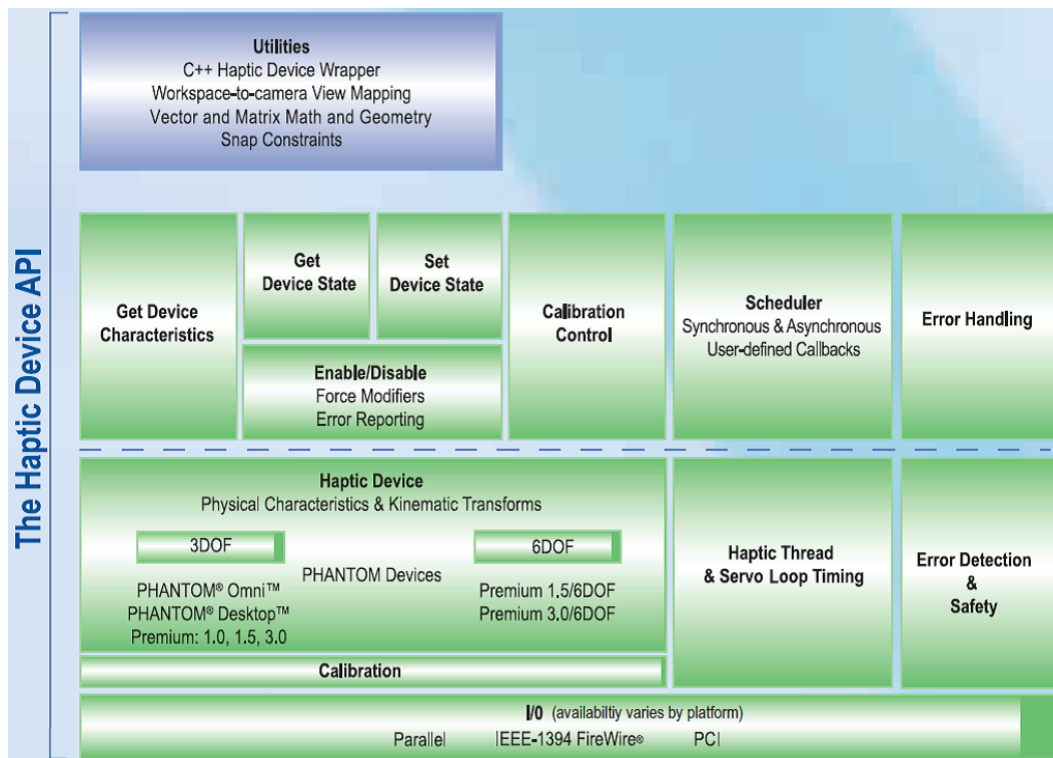 The Haptic Device API
Utilities
C++ Haptic Device Wrapper
Workspace-to-camera View Mapping
Vector and Matrix Math and Geometry
Snap Constraints
Get Device
Characteristics
Get
Device State
Set
Device State
Enable/Disable
Force Modifiers
Error Reporting
Calibration
Control
Scheduler
Synchronous & Asynchronous
User-defined Callbacks
Error Handling
Haptic Device
Physical Characteristics & Kinematic Transforms
3DOF
PHANTOM® Omni™
PHANTOM® Desktop™
Premium: 1.0, 1.5, 3.0
PHANTOM Devices
6DOF
Premium 1.5/6DOF
Premium 3.0/6DOF
Calibration
Haptic Thread
& Servo Loop Timing
Error Detection
&
Safety
I/0 (availabiltiy varies by platform)
Parallel IEEE-1394 FireWire® PCI